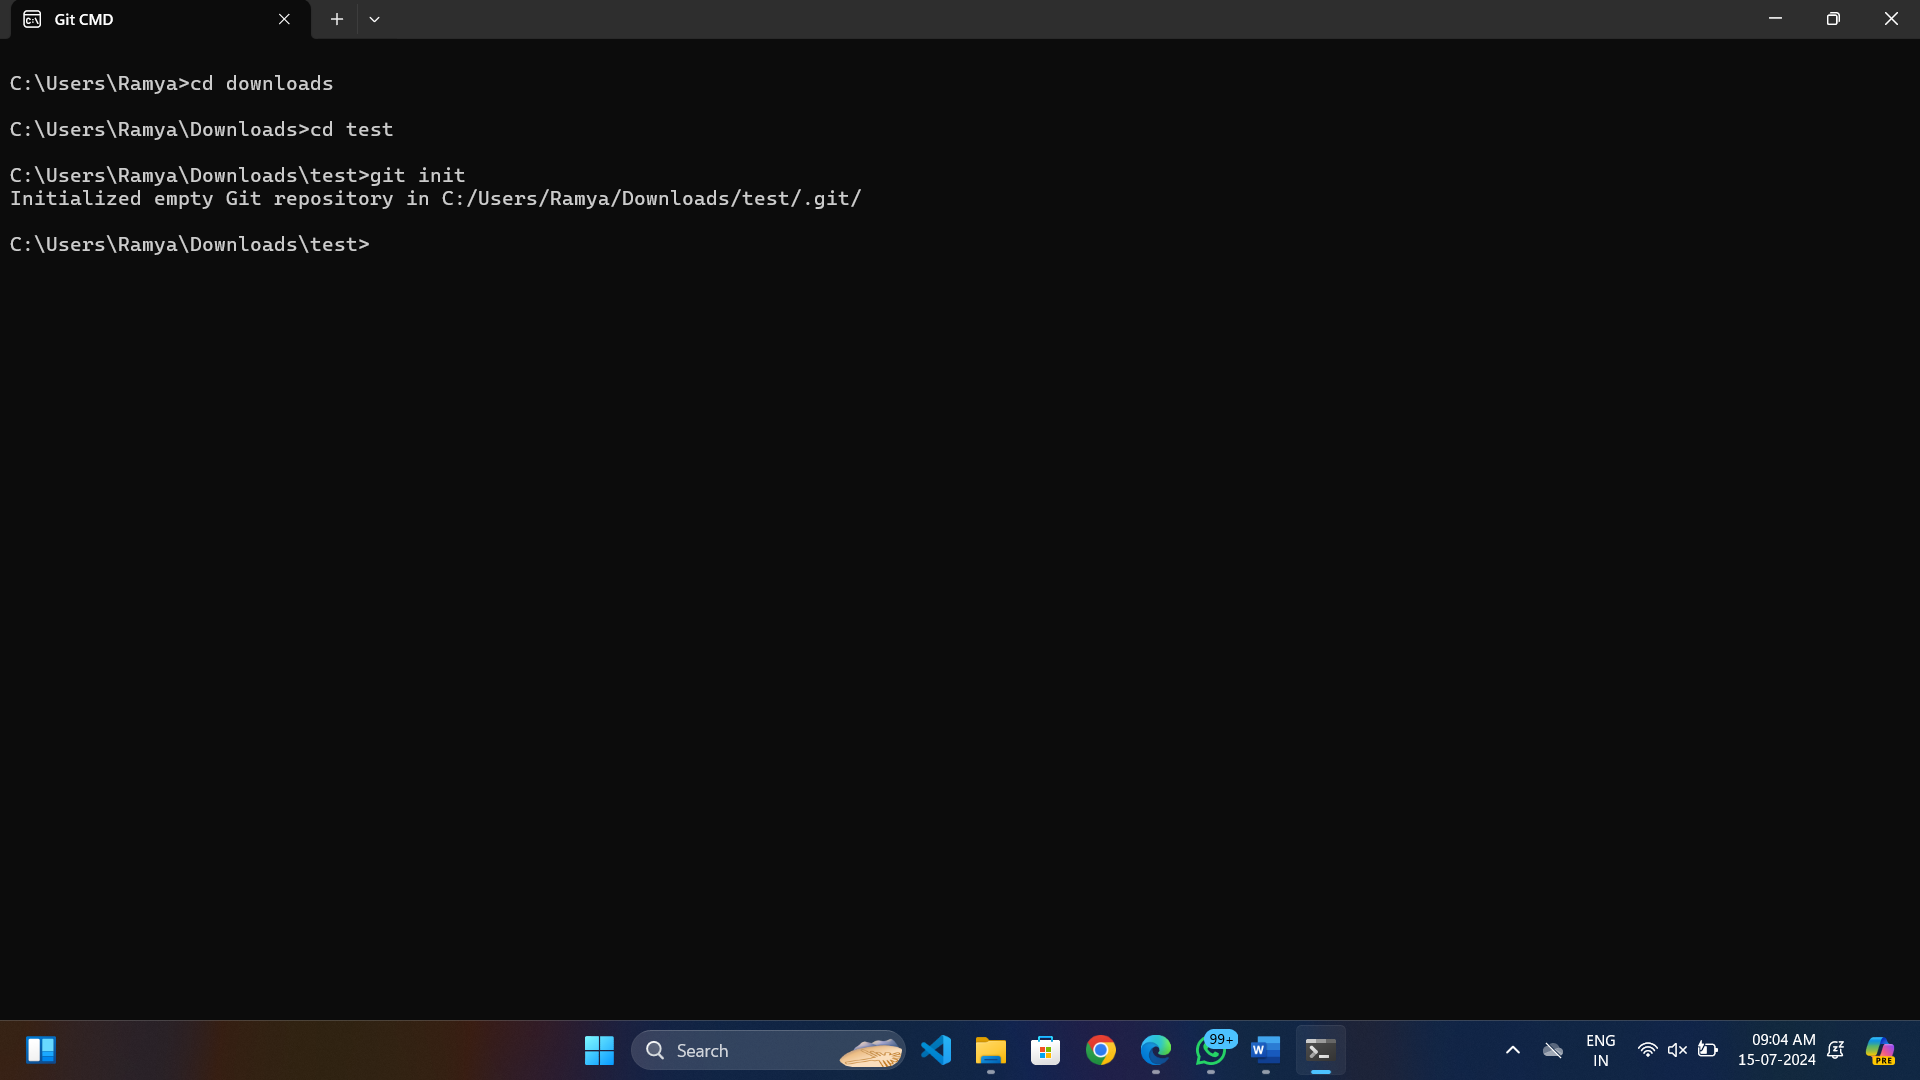 Git CMD
C:\Users\Ramya>cd downloads
C:\Users\Ramya\Downloads>cd test
C:\Users\Ramya\Downloads\test>git init
Initialized empty Git repository in C:/Users/Ramya/Downloads/test/.git/
C:\Users\Ramya\Downloads\test>
Search
99+
W
ENG
IN
09:04 AM
15-07-2024
PRE